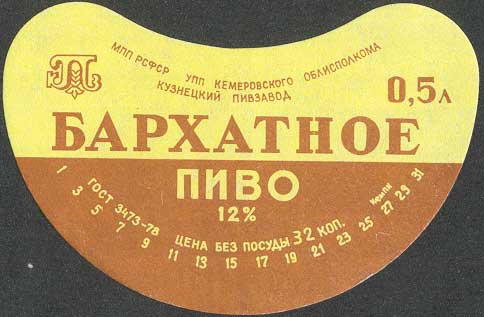 МПП РСФСР УПП КЕМЕРОВСКОГО ОБЛИСПОЛКОМА
КУЗНЕЦКИЙ ПИВЗАВОД
0,5л
БАРХАТНОЕ
ПИВО
12%
ГОСТ 3473-78 ЦЕНА БЕЗ ПОСУДЫ 32 КОП.
1 3 5 7 9 11 13 15 17 19 21 23 25 27 29 31